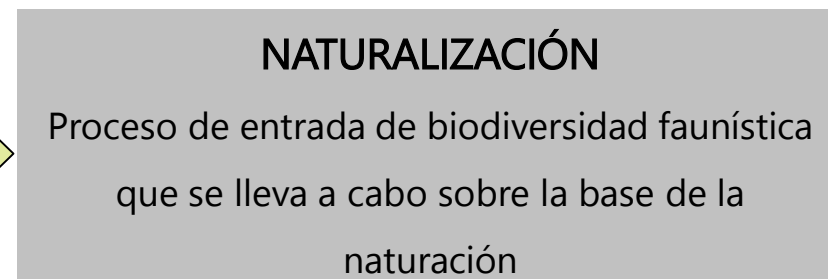 NATURALIZACIÓN
Proceso de entrada de biodiversidad faunística
que se lleva a cabo sobre la base de la
naturación